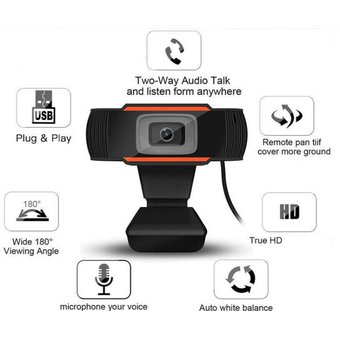 Two-Way Audio Talk
and listen form anywhere
USB
Plug & Play
Remote pan tiif
cover more ground
180°
Wide 180°
Viewing Angle
HD
True HD
microphone your voice
Auto white balance